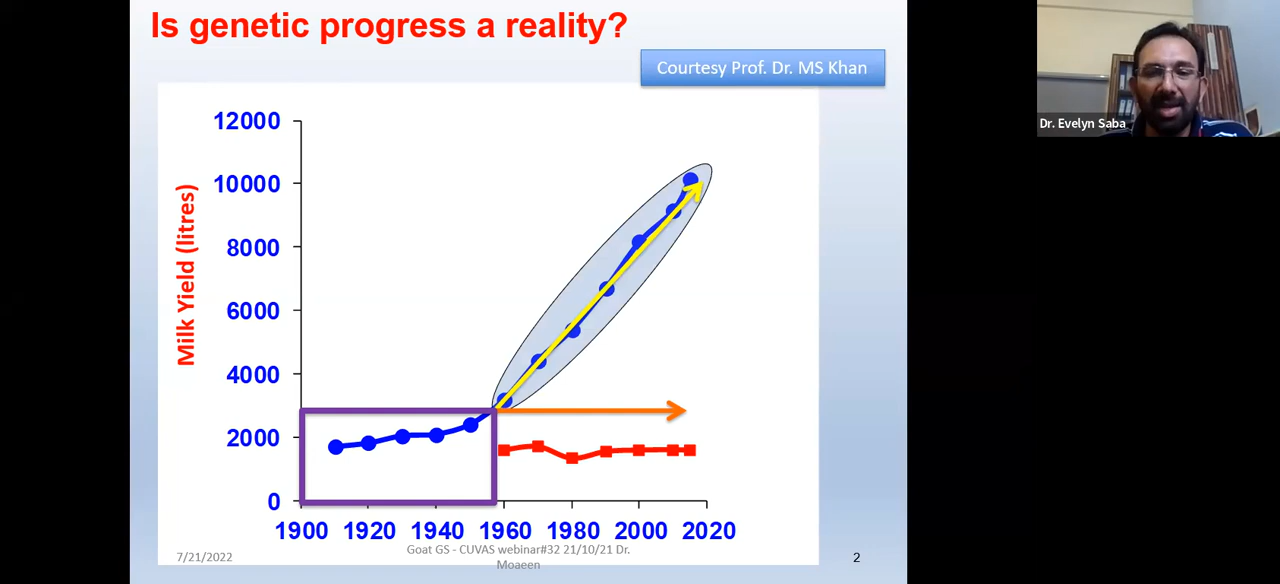 Is genetic progress a reality?
Courtesy Prof. Dr. MS Khan
Dr. Evelyn Saba
Milk Yield (litres)
12000
10000
8000
6000
4000
2000
0
1900 1920 1940 1960 1980 2000 2020
7/21/2022
Goat GS - CUVAS webinar#32 21/10/21 Dr.
Moaeen
2